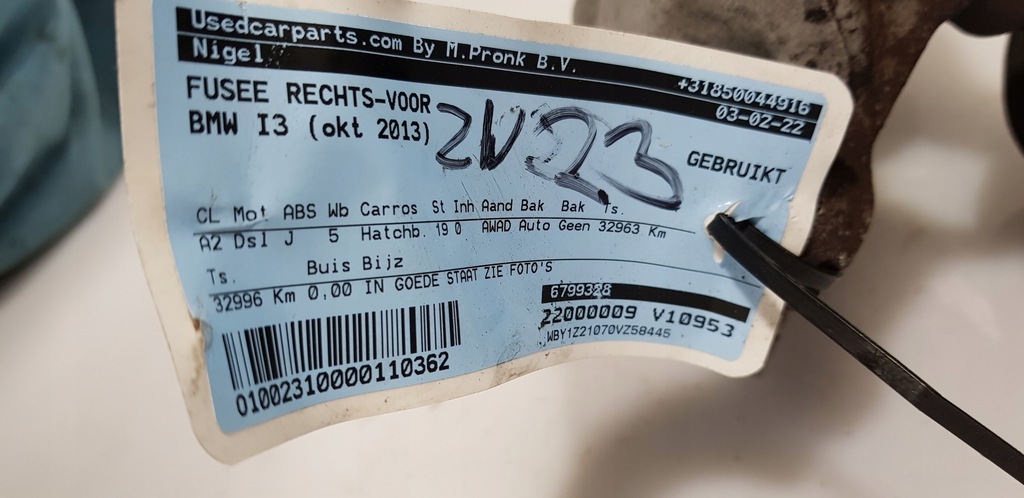 Usedcarparts.com By M.Pronk B.V. +31850044916
Nigel 03-02-22
FUSEE RECHTS-VOOR
BMW I3 (okt 2013)
GEBRUIKT
CL Mot ABS Wb Carros St Inh Aand Bak Bak Ts.
A2 Dsl J 5 Hatchb. 19 0 AWAD Auto Geen 32963 Km
Ts. Buis Bijz
32996 Km 0,00 IN GOEDE STAAT ZIE FOTO'S
6799328
22000009 V10953
WBY1Z21070VZ58445
0100231000011036​2